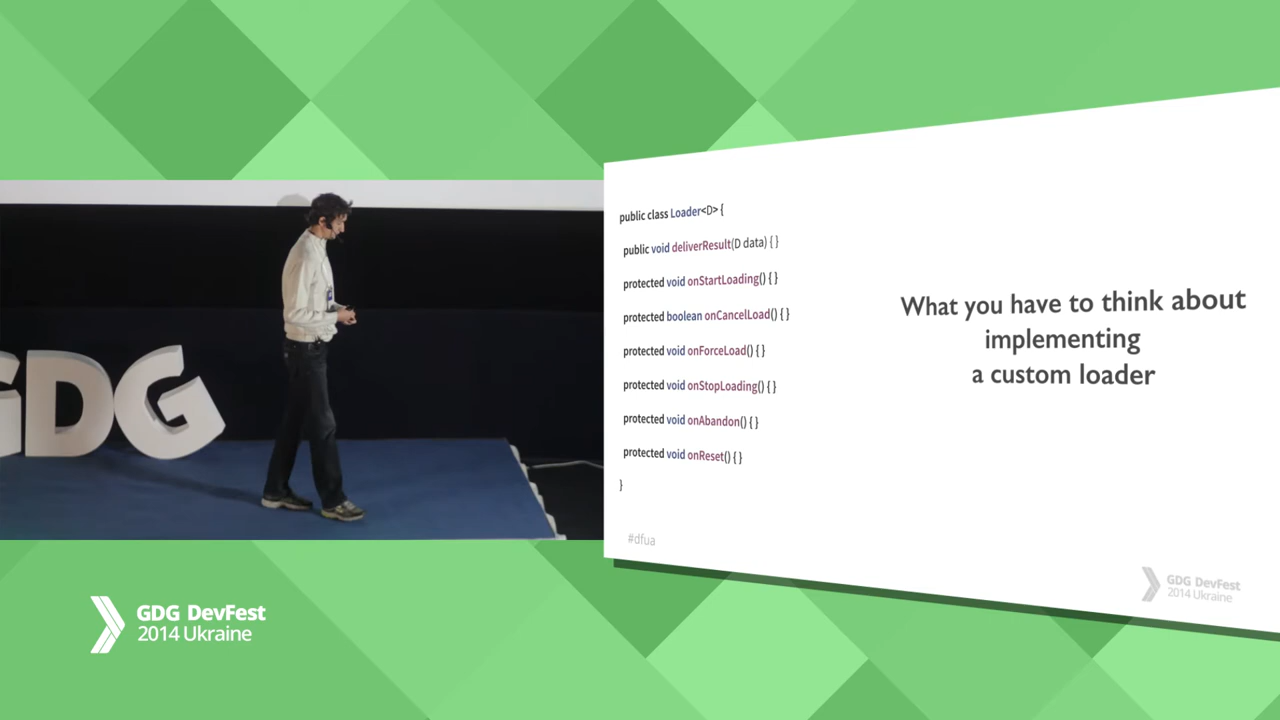 GDG
public class Loader<D> {
public void deliverResult(D data) { }
protected void onStartLoading() { }
protected boolean onCancelLoad() { }
protected void onForceLoad() { }
protected void onStopLoading() { }
protected void onAbandon() { }
protected void onReset() { }
}
What you have to think about
implementing
a custom loader
#dfua
GDG DevFest
2014 Ukraine
GDG DevFest
2014 Ukraine